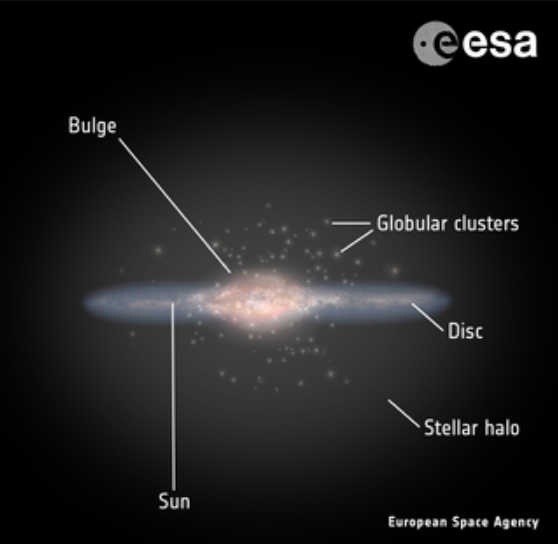 esa
Bulge
Globular clusters
Disc
Stellar halo
Sun
European Space Agency